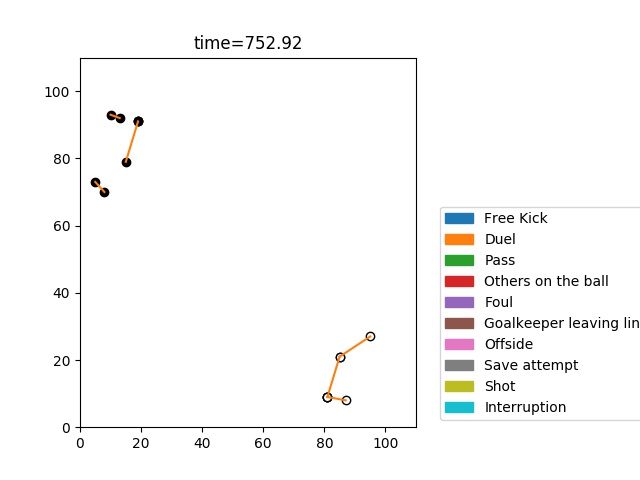 time=752.92
100
80
60
40
20
0
0 20 40 60 80 100
Free Kick
Duel
Pass
Others on the ball
Foul
Goalkeeper leaving lin
Offside
Save attempt
Shot
Interruption